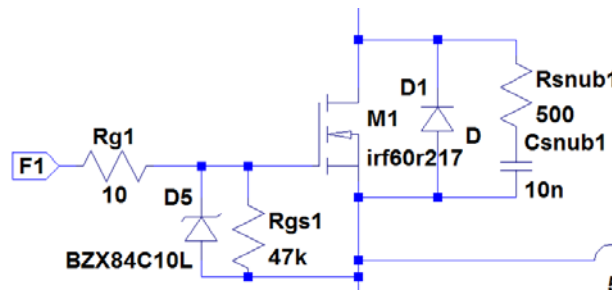 D1
Rsnub1
M1
500
Rg1
D
Csnub1
F1
irf60r217
10
D5
10n
Rgs1
BZX84C10L
47k